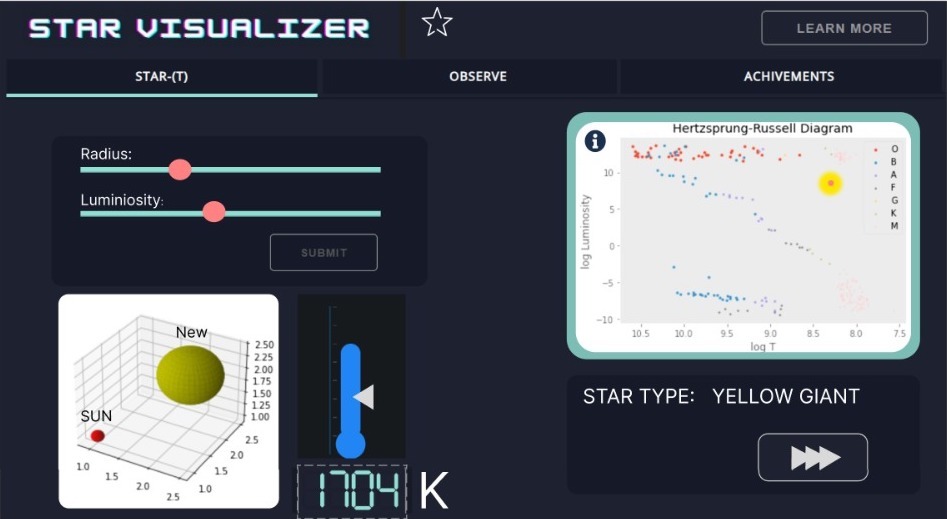 STAR VISUALIZER
LEARN MORE
STAR-(T)
OBSERVE
ACHIVEMENTS
Radius:
Luminiosity:
SUBMIT
New
SUN
2.50
2.25
2.00
1.75
1.50
1.25
1.00
2.5
2.0
1.5
1.0
1.0
1.5
2.0
2.5
1704 K
i
Hertzsprung-Russell Diagram
log Luminosity
10
5
0
−5
−10
10.5 10.0 9.5 9.0 8.5 8.0 7.5
log T
O
B
A
F
G
K
M
STAR TYPE: YELLOW GIANT